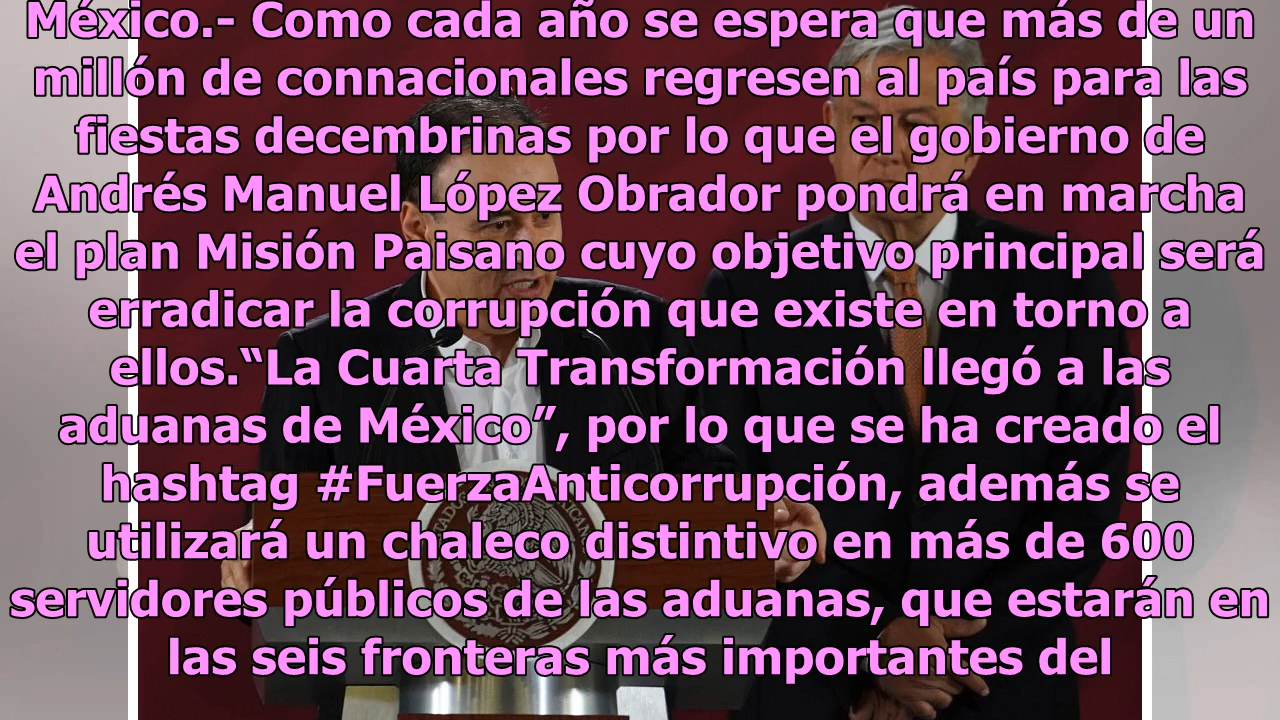 México.- Como cada año se espera que más de un
millón de connacionales regresen al país para las
fiestas decembrinas por lo que el gobierno de
Andrés Manuel López Obrador pondrá en marcha
el plan Misión Paisano cuyo objetivo principal será
erradicar la corrupción que existe en torno a
ellos.“La Cuarta Transformación llegó a las
aduanas de México”, por lo que se ha creado el
hashtag #FuerzaAnticorrupción, además se
utilizará un chaleco distintivo en más de 600
servidores públicos de las aduanas, que estarán en
las seis fronteras más importantes del